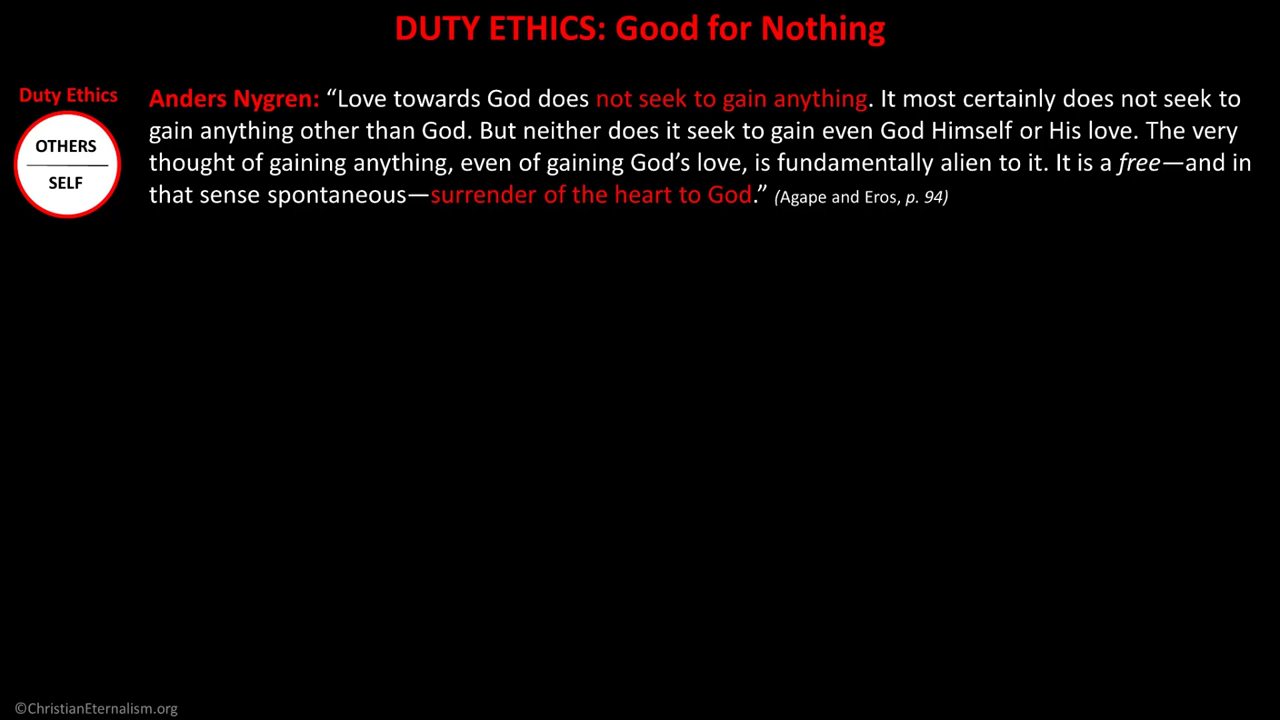 DUTY ETHICS: Good for Nothing
Duty Ethics
OTHERS
SELF
Anders Nygren: “Love towards God does not seek to gain anything. It most certainly does not seek to
gain anything other than God. But neither does it seek to gain even God Himself or His love. The very
thought of gaining anything, even of gaining God’s love, is fundamentally alien to it. It is a free—and in
that sense spontaneous—surrender of the heart to God.” (Agape and Eros, p. 94)
©ChristianEternalism.org